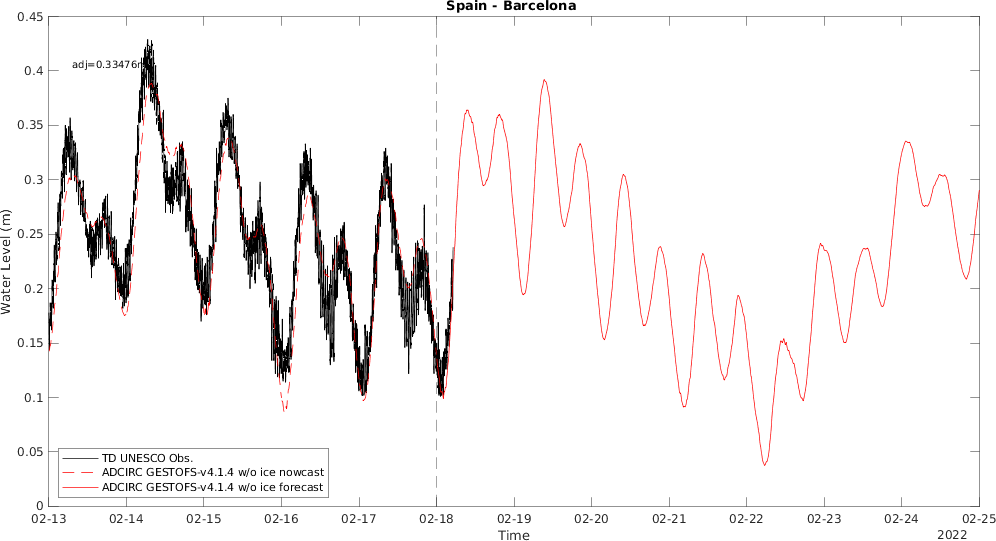 Spain - Barcelona
0.45
0.4
0.35
0.3
0.25
0.2
0.15
0.1
0.05
0
Water Level (m)
adj=0.33476m
TD UNESCO Obs.
ADCIRC GESTOFS-v4.1.4 w/o ice nowcast
ADCIRC GESTOFS-v4.1.4 w/o ice forecast
02-13 02-14 02-15 02-16 02-17 02-18 02-19 02-20 02-21 02-22 02-23 02-24 02-25
Time
2022